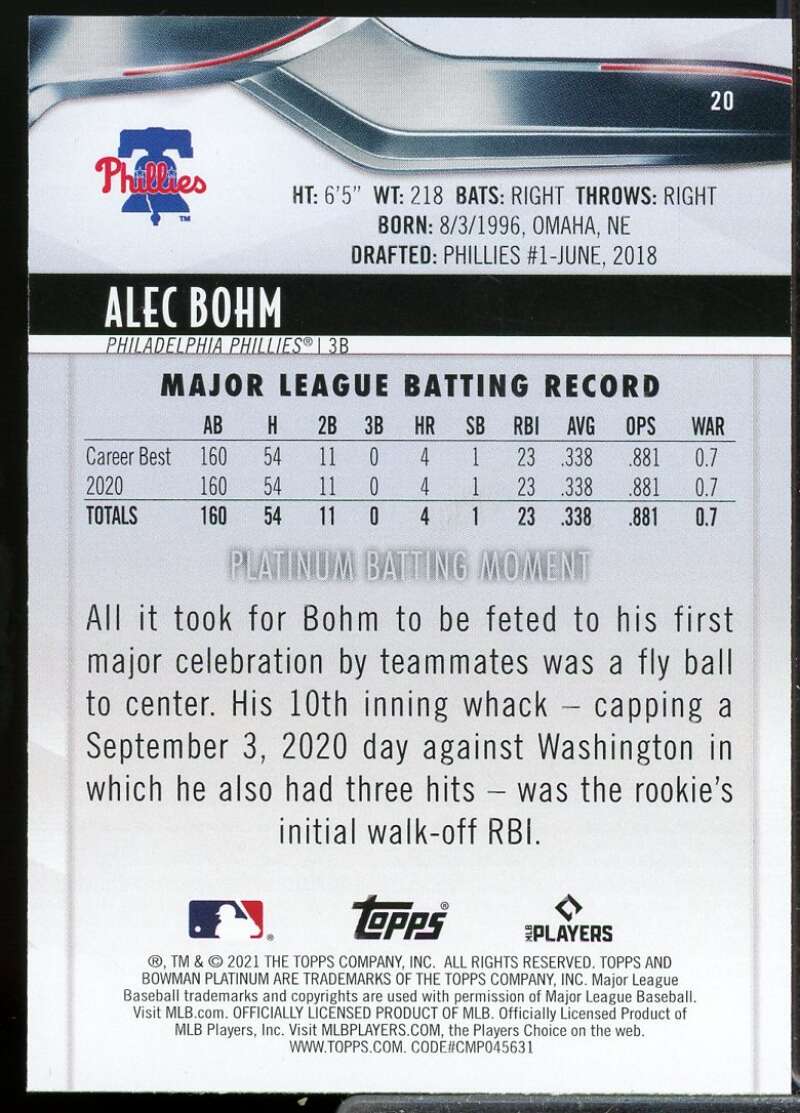 20
Phillies
TM
HT: 6'5" WT: 218 BATS: RIGHT THROWS: RIGHT
BORN: 8/3/1996, OMAHA, NE
DRAFTED: PHILLIES #1-JUNE, 2018
ALEC BOHM
PHILADELPHIA PHILLIES® | 3B
MAJOR LEAGUE BATTING RECORD
AB H 2B 3B HR SB RBI AVG OPS WAR
Career Best 160 54 11 0 4 1 23 .338 .881 0.7
2020 160 54 11 0 4 1 23 .338 .881 0.7
TOTALS 160 54 11 0 4 1 23 .338 .881 0.7
PLATINUM BATTING MOMENT
All it took for Bohm to be feted to his first
major celebration by teammates was a fly ball
to center. His 10th inning whack – capping a
September 3, 2020 day against Washington in
which he also had three hits – was the rookie's
initial walk-off RBI.
® topps® MLB PLAYERS
®, TM & © 2021 THE TOPPS COMPANY, INC. ALL RIGHTS RESERVED. TOPPS AND
BOWMAN PLATINUM ARE TRADEMARKS OF THE TOPPS COMPANY, INC. Major League
Baseball trademarks and copyrights are used with permission of Major League Baseball.
Visit MLB.com. OFFICIALLY LICENSED PRODUCT OF MLB. Officially Licensed Product of
MLB Players, Inc. Visit MLBPLAYERS.COM, the Players Choice on the web.
WWW.TOPPS.COM. CODE#CMP045631